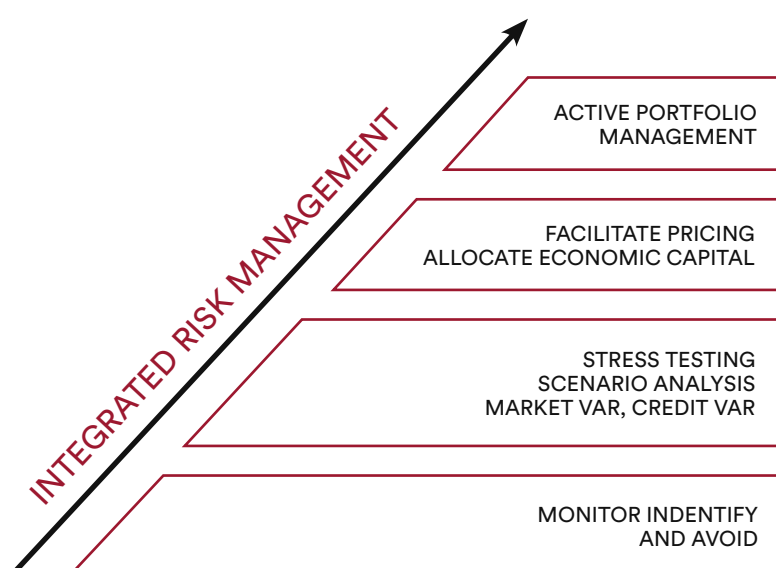 INTEGRATED RISK MANAGEMENT
ACTIVE PORTFOLIO
MANAGEMENT
FACILITATE PRICING
ALLOCATE ECONOMIC CAPITAL
STRESS TESTING
SCENARIO ANALYSIS
MARKET VAR, CREDIT VAR
MONITOR INDENTIFY
AND AVOID